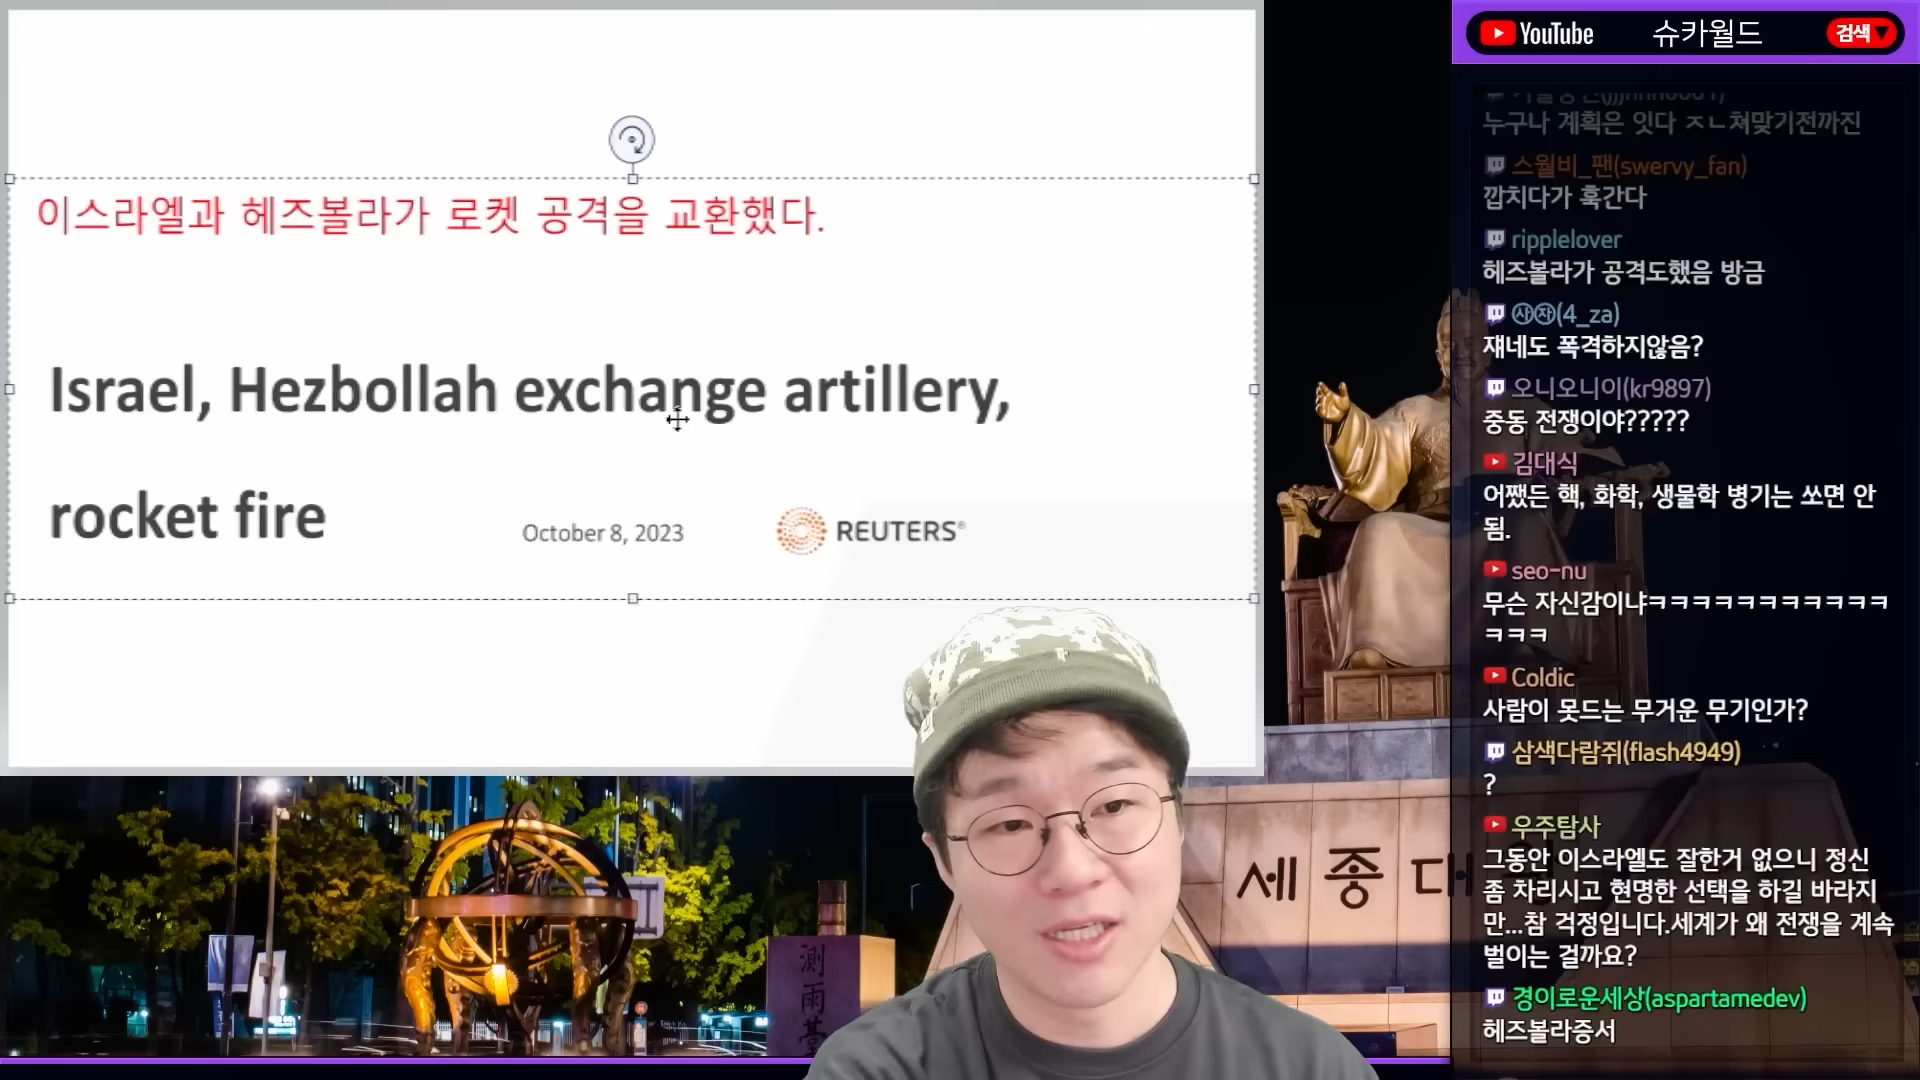 이스라엘과 헤즈볼라가 로켓 공격을 교환했다.
Israel, Hezbollah exchange artillery,
rocket fire
October 8, 2023
REUTERS®
세종대
測雨臺
YouTube
슈카월드
검색▼
누구나 계획은 잇다 ㅈㄴ쳐맞기전까진
스월비_팬(swervy_fan)
깝치다가 훅간다
ripplelover
헤즈볼라가 공격도했음 방금
㉴㉵(4_za)
쟤네도 폭격하지않음?
오니오니이(kr9897)
중동 전쟁이야?????
김대식
어쨌든 핵, 화학, 생물학 병기는 쏘면 안
됨.
seo-nu
무슨 자신감이냐ㅋㅋㅋㅋㅋㅋㅋㅋㅋㅋㅋ
ㅋㅋㅋ
Coldic
사람이 못드는 무거운 무기인가?
삼색다람쥐(flash4949)
?
우주탐사
그동안 이스라엘도 잘한거 없으니 정신
좀 차리시고 현명한 선택을 하길 바라지
만...참 걱정입니다.세계가 왜 전쟁을 계속
벌이는 걸까요?
경이로운세상(aspartamedev)
헤즈볼라증서